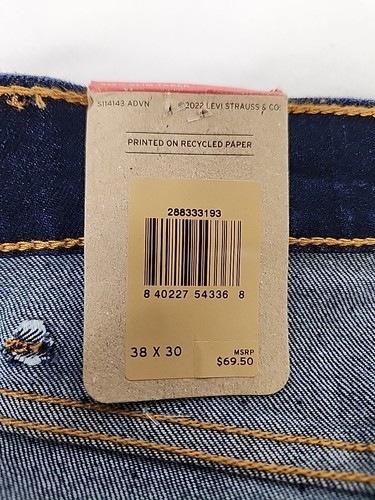 S114143 ADVN ©2022 LEVI STRAUSS & CO.
PRINTED ON RECYCLED PAPER
288333193
8 40227 54336 8
38 X 30
MSRP
$69.50